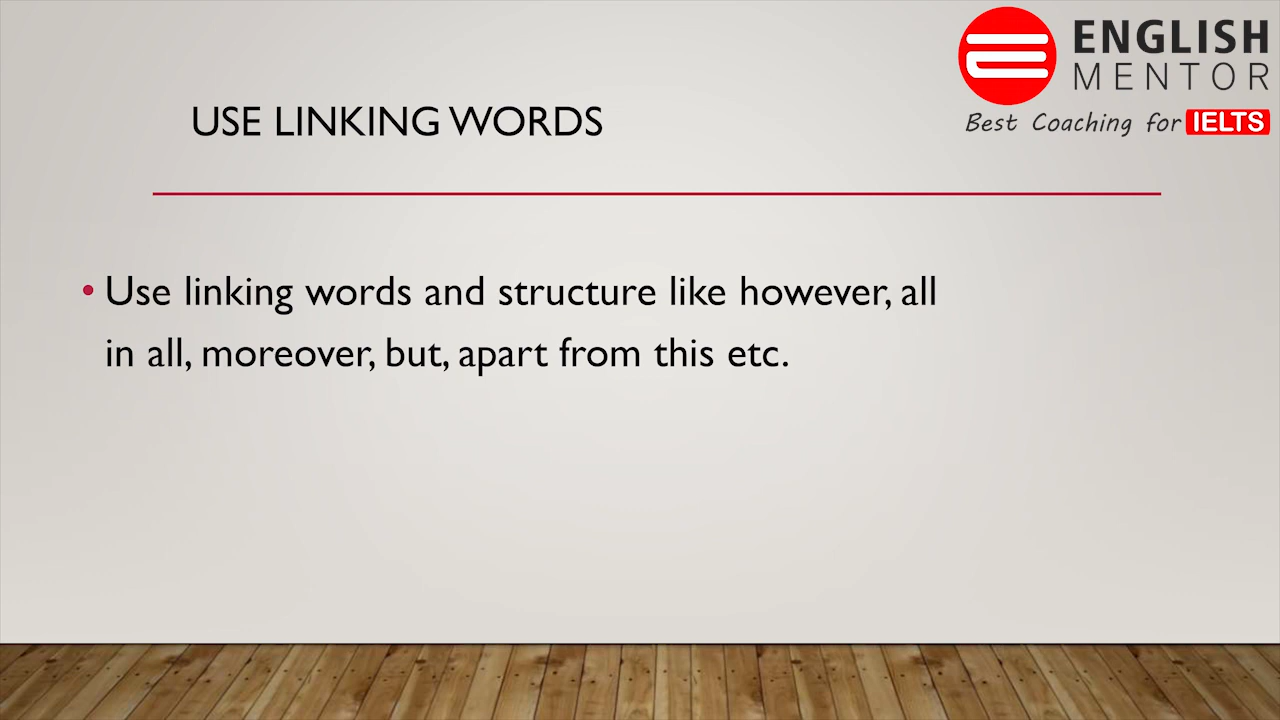 ENGLISH
MENTOR
Best Coaching for IELTS
USE LINKING WORDS
• Use linking words and structure like however, all
in all, moreover, but, apart from this etc.